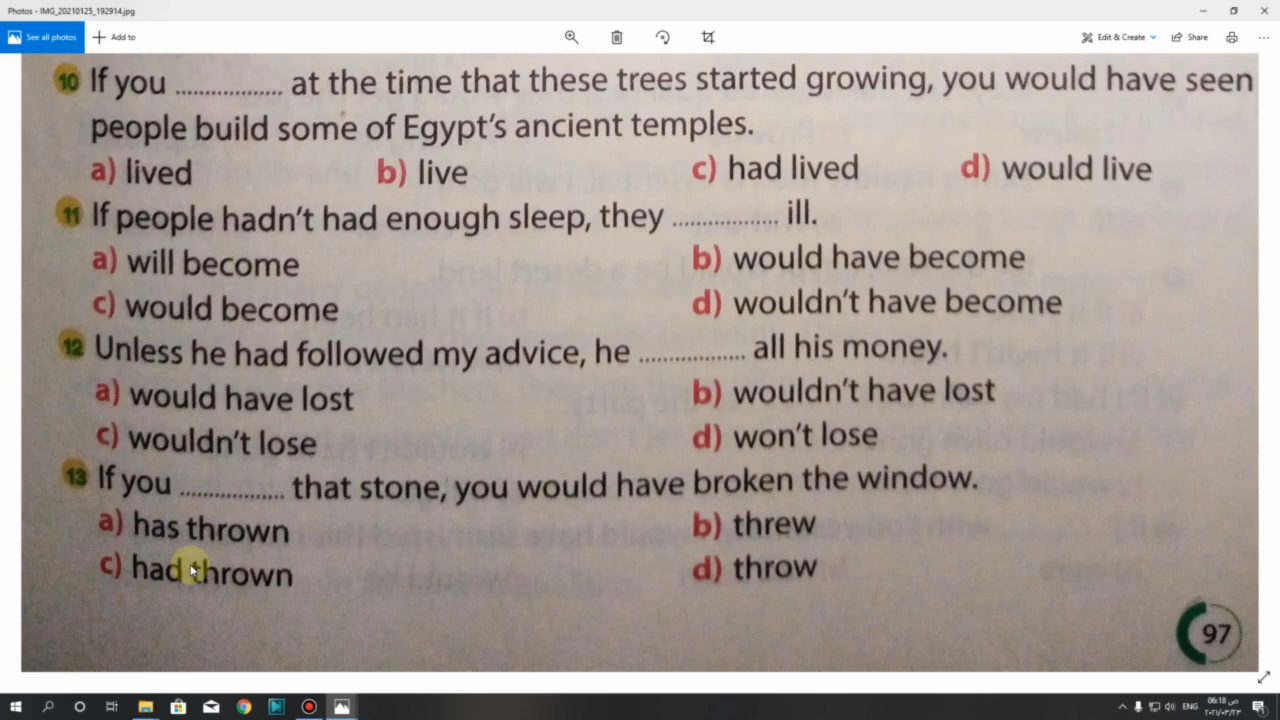 Photos - IMG_20210125_192914.jpg
See all photos
Add to
Edit & Create
Share
10 If you ................ at the time that these trees started growing, you would have seen
people build some of Egypt's ancient temples.
a) lived b) live c) had lived d) would live
11 If people hadn't had enough sleep, they ................ ill.
a) will become b) would have become
c) would become d) wouldn't have become
12 Unless he had followed my advice, he ................ all his money.
a) would have lost b) wouldn't have lost
c) wouldn't lose d) won't lose
13 If you ................ that stone, you would have broken the window.
a) has thrown b) threw
c) had thrown d) throw
97
ENG
06:18 ص
٢٠٢١/٠٣/٢٣